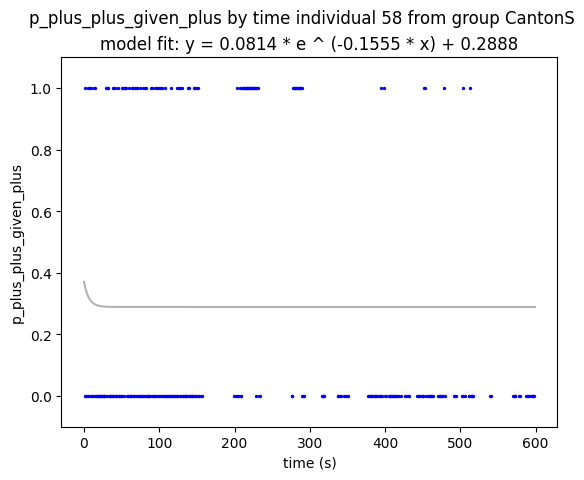 p_plus_plus_given_plus by time individual 58 from group CantonS
model fit: y = 0.0814 * e ^ (-0.1555 * x) + 0.2888
p_plus_plus_given_plus
1.0
0.8
0.6
0.4
0.2
0.0
0 100 200 300 400 500 600
time (s)